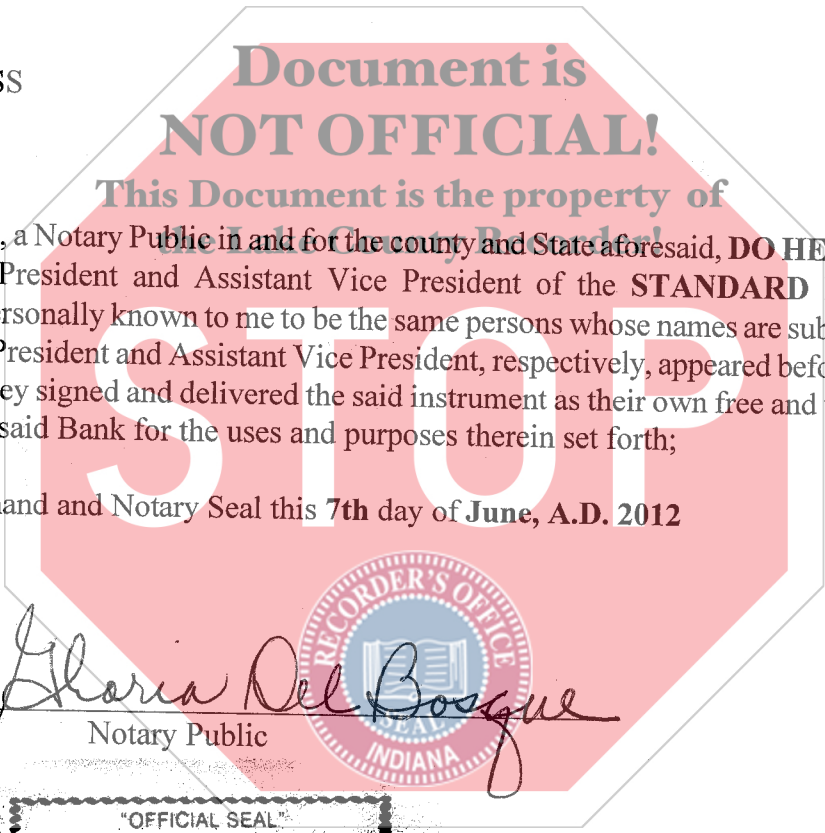 SS
Document is
NOT OFFICIAL!
This Document is the property of
the Lake County Recorder!
, a Notary Public in and for the county and State aforesaid, DO HE
President and Assistant Vice President of the STANDARD
ersonally known to me to be the same persons whose names are sub
President and Assistant Vice President, respectively, appeared befo
ey signed and delivered the said instrument as their own free and
said Bank for the uses and purposes therein set forth;
and and Notary Seal this 7th day of June, A.D. 2012
STOP
RECORDER'S OFFICE
SEAL
INDIANA
Gloria Del Bosque
Notary Public
"OFFICIAL SEAL"